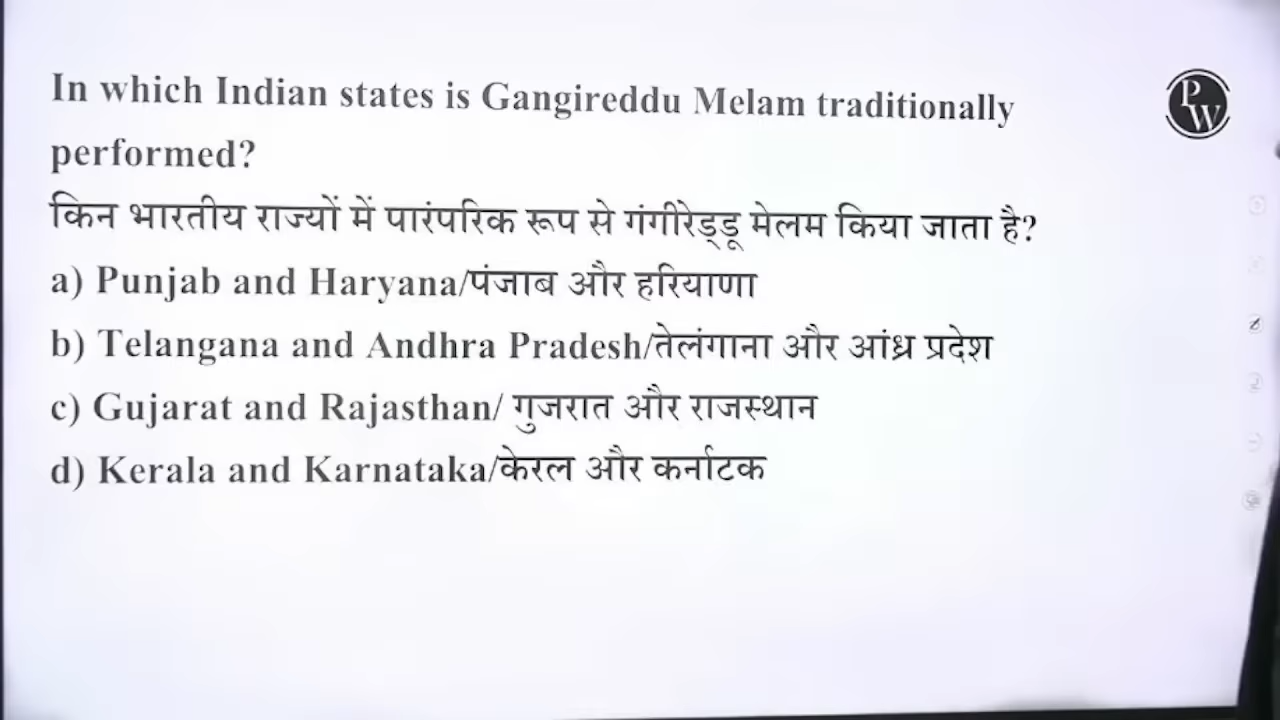 In which Indian states is Gangireddu Melam traditionally
performed?
किन भारतीय राज्यों में पारंपरिक रूप से गंगीरेड्डू मेलम किया जाता है?
a) Punjab and Haryana/पंजाब और हरियाणा
b) Telangana and Andhra Pradesh/तेलंगाना और आंध्र प्रदेश
c) Gujarat and Rajasthan/ गुजरात और राजस्थान
d) Kerala and Karnataka/केरल और कर्नाटक
PW